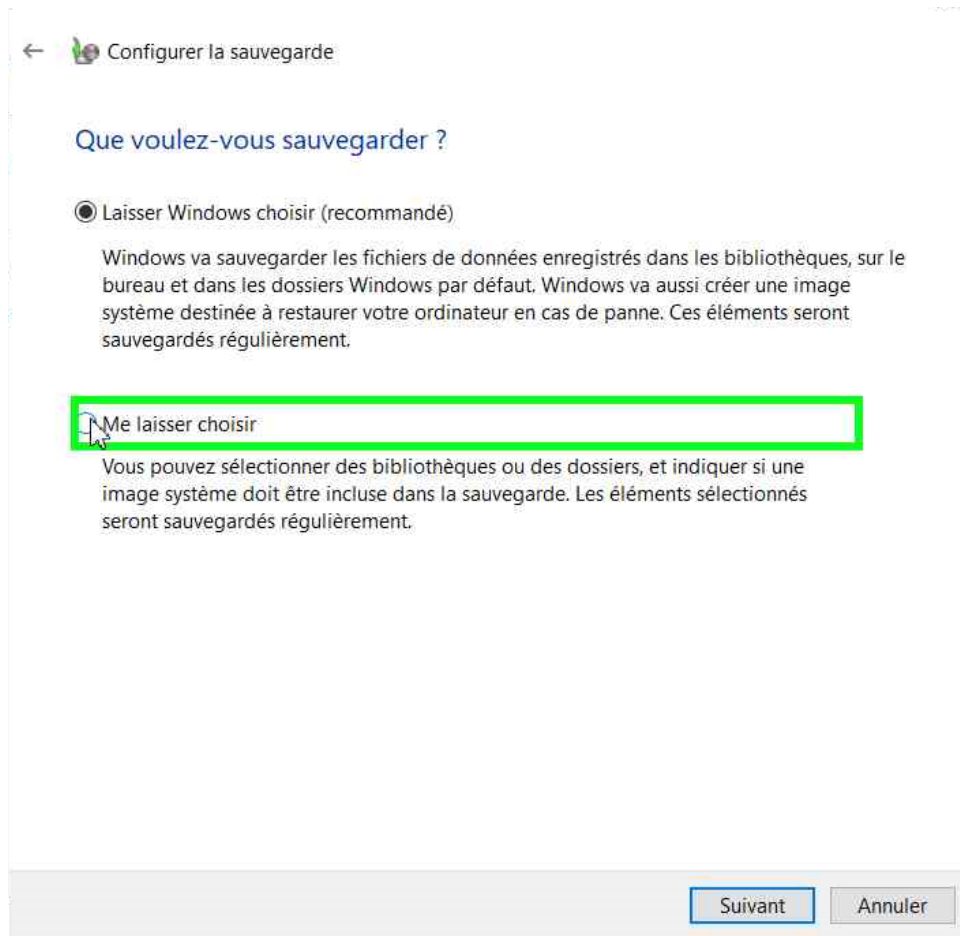 Configurer la sauvegarde
Que voulez-vous sauvegarder ?
Laisser Windows choisir (recommandé)
Windows va sauvegarder les fichiers de données enregistrés dans les bibliothèques, sur le
bureau et dans les dossiers Windows par défaut. Windows va aussi créer une image
système destinée à restaurer votre ordinateur en cas de panne. Ces éléments seront
sauvegardés régulièrement.
Me laisser choisir
Vous pouvez sélectionner des bibliothèques ou des dossiers, et indiquer si une
image système doit être incluse dans la sauvegarde. Les éléments sélectionnés
seront sauvegardés régulièrement.
Suivant Annuler